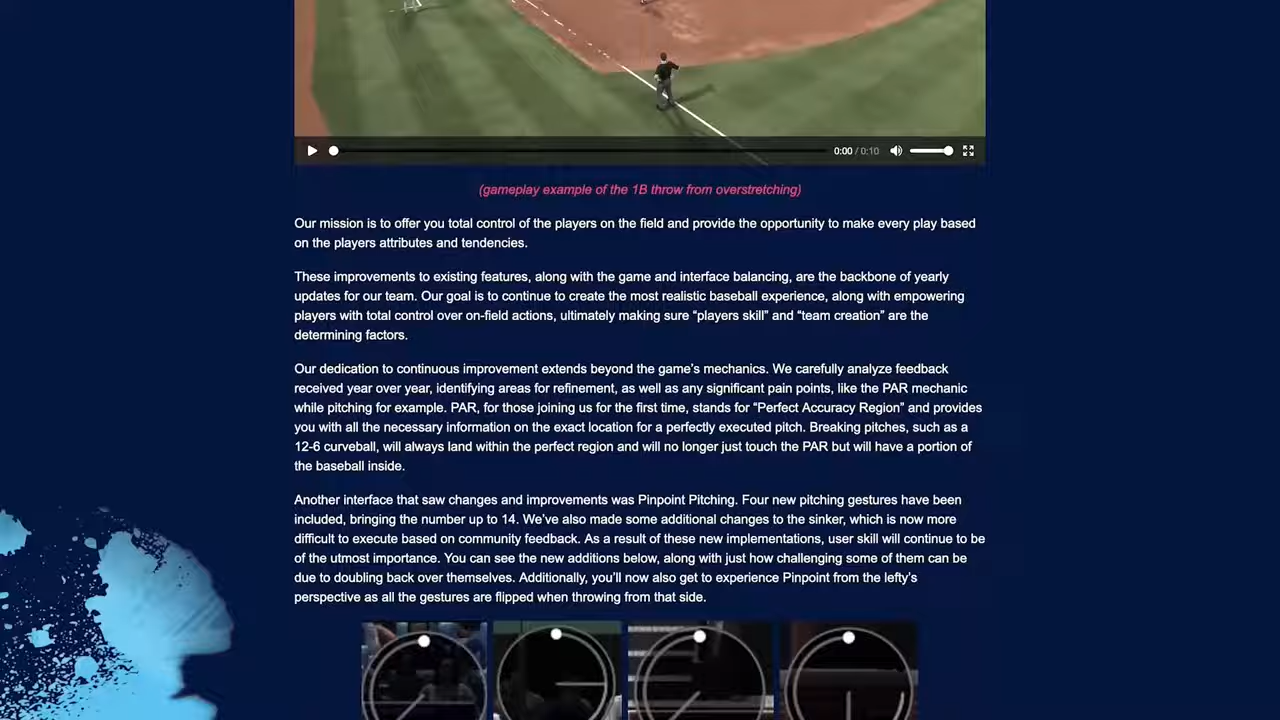 0:00 / 0:10
(gameplay example of the 1B throw from overstretching)
Our mission is to offer you total control of the players on the field and provide the opportunity to make every play based
on the players attributes and tendencies.
These improvements to existing features, along with the game and interface balancing, are the backbone of yearly
updates for our team. Our goal is to continue to create the most realistic baseball experience, along with empowering
players with total control over on-field actions, ultimately making sure “players skill” and “team creation” are the
determining factors.
Our dedication to continuous improvement extends beyond the game’s mechanics. We carefully analyze feedback
received year over year, identifying areas for refinement, as well as any significant pain points, like the PAR mechanic
while pitching for example. PAR, for those joining us for the first time, stands for “Perfect Accuracy Region” and provides
you with all the necessary information on the exact location for a perfectly executed pitch. Breaking pitches, such as a
12-6 curveball, will always land within the perfect region and will no longer just touch the PAR but will have a portion of
the baseball inside.
Another interface that saw changes and improvements was Pinpoint Pitching. Four new pitching gestures have been
included, bringing the number up to 14. We’ve also made some additional changes to the sinker, which is now more
difficult to execute based on community feedback. As a result of these new implementations, user skill will continue to be
of the utmost importance. You can see the new additions below, along with just how challenging some of them can be
due to doubling back over themselves. Additionally, you’ll now also get to experience Pinpoint from the lefty’s
perspective as all the gestures are flipped when throwing from that side.